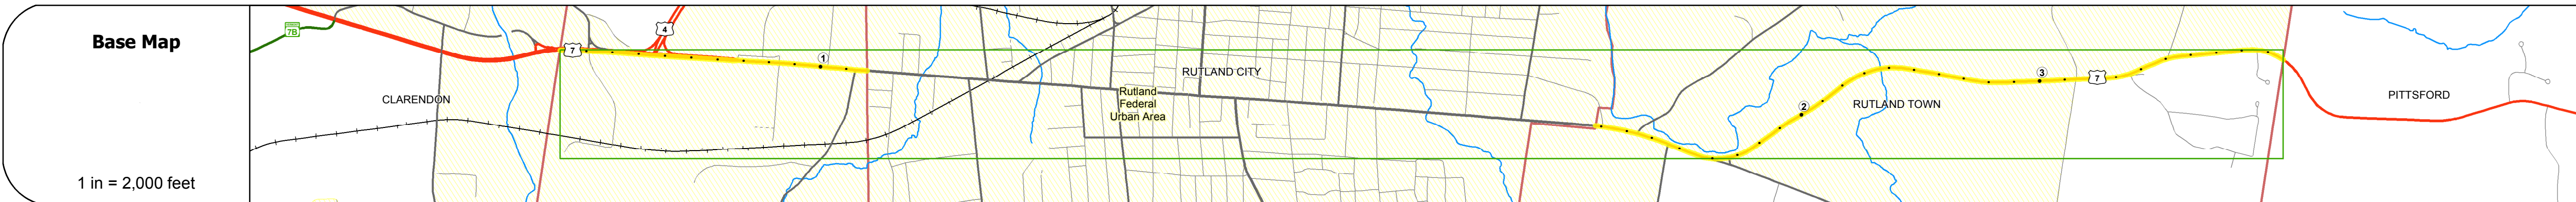 Base Map
1 in = 2,000 feet
7B
CLARENDON
7
4
1
RUTLAND CITY
Rutland
Federal
Urban Area
2
RUTLAND TOWN
3
7
PITTSFORD